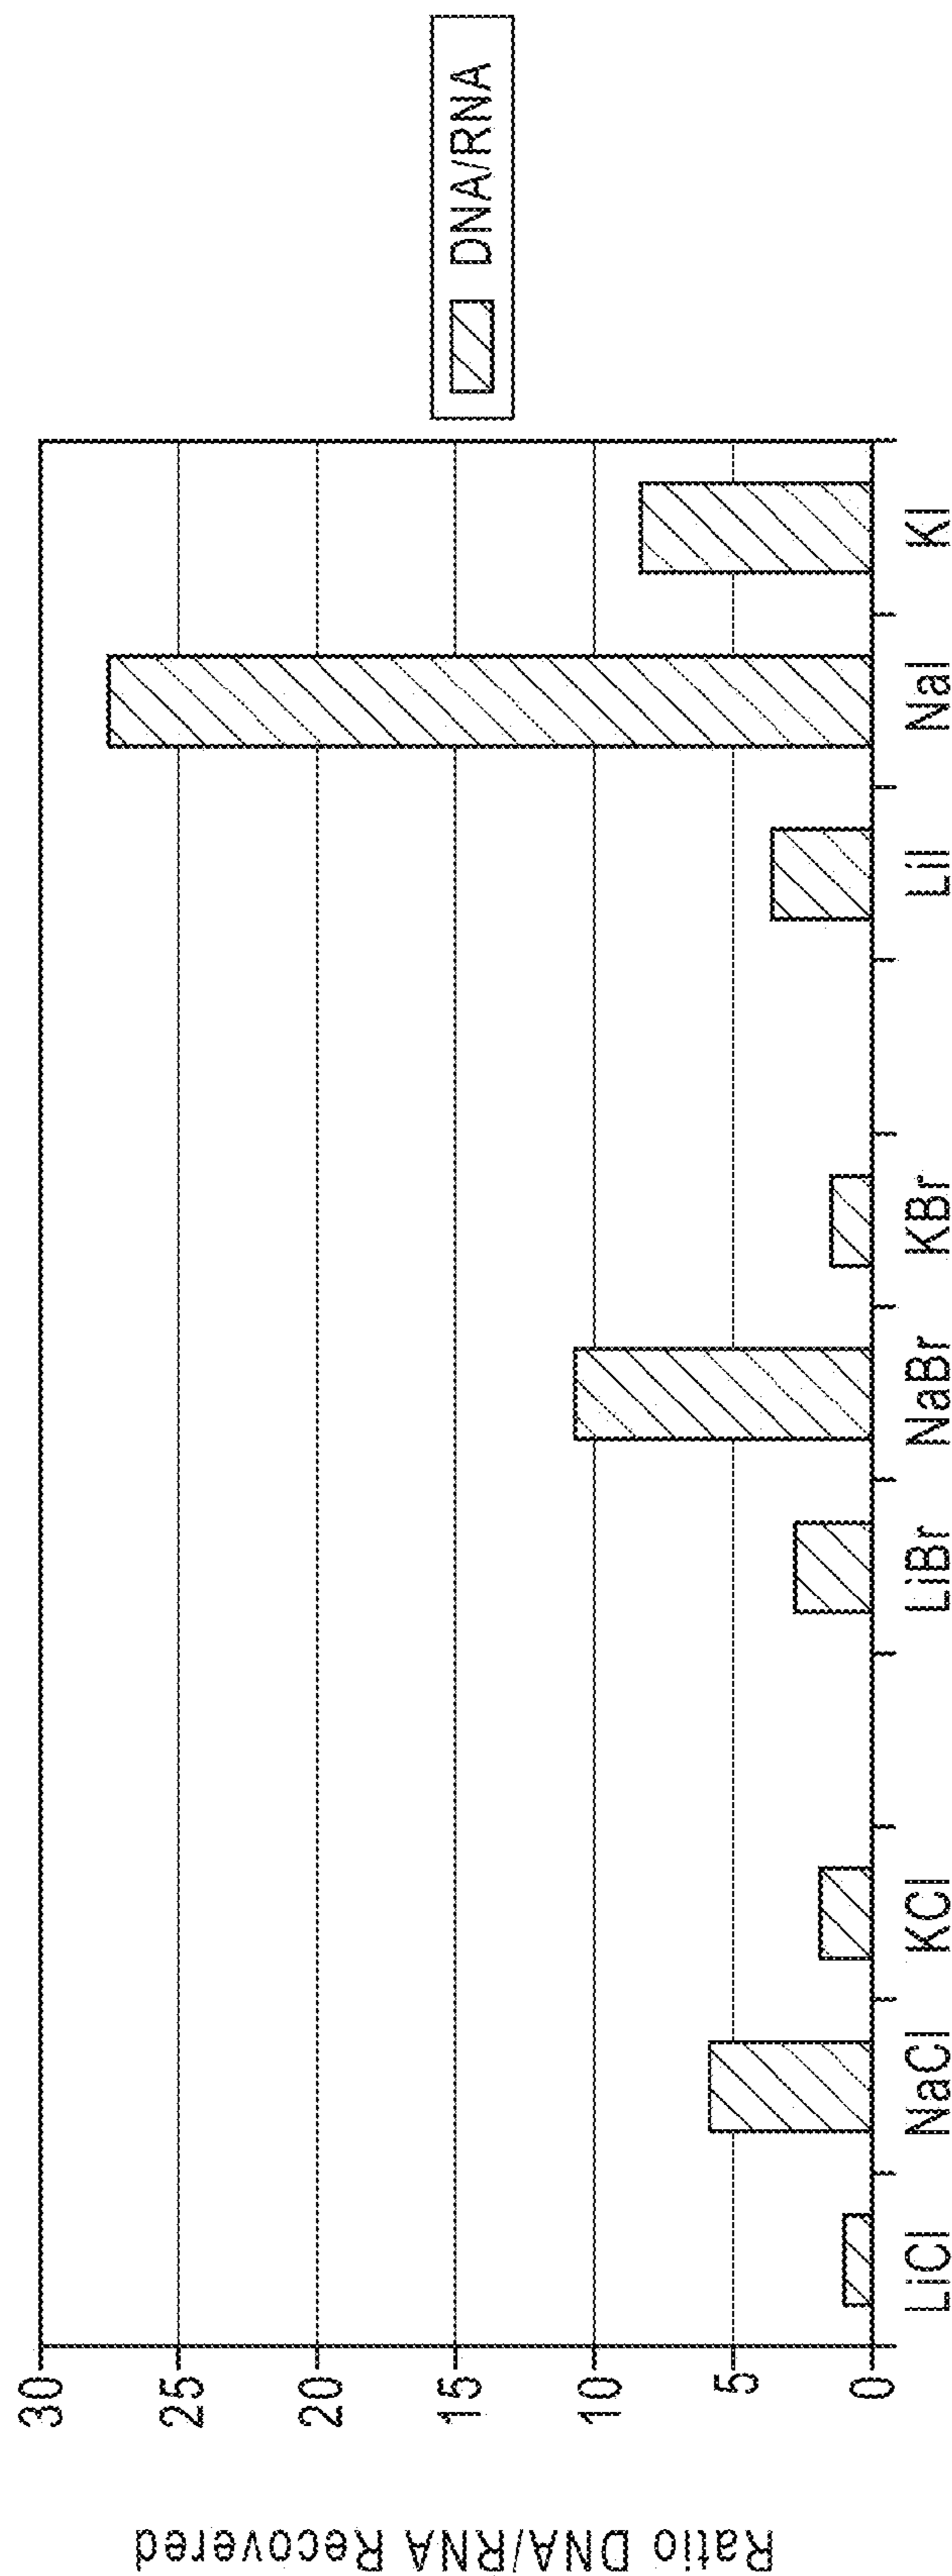 Ratio DNA/RNA Recovered
30
25
20
15
10
5
0
LiCl NaCl KCl LiBr NaBr KBr LiI NaI KI
DNA/RNA